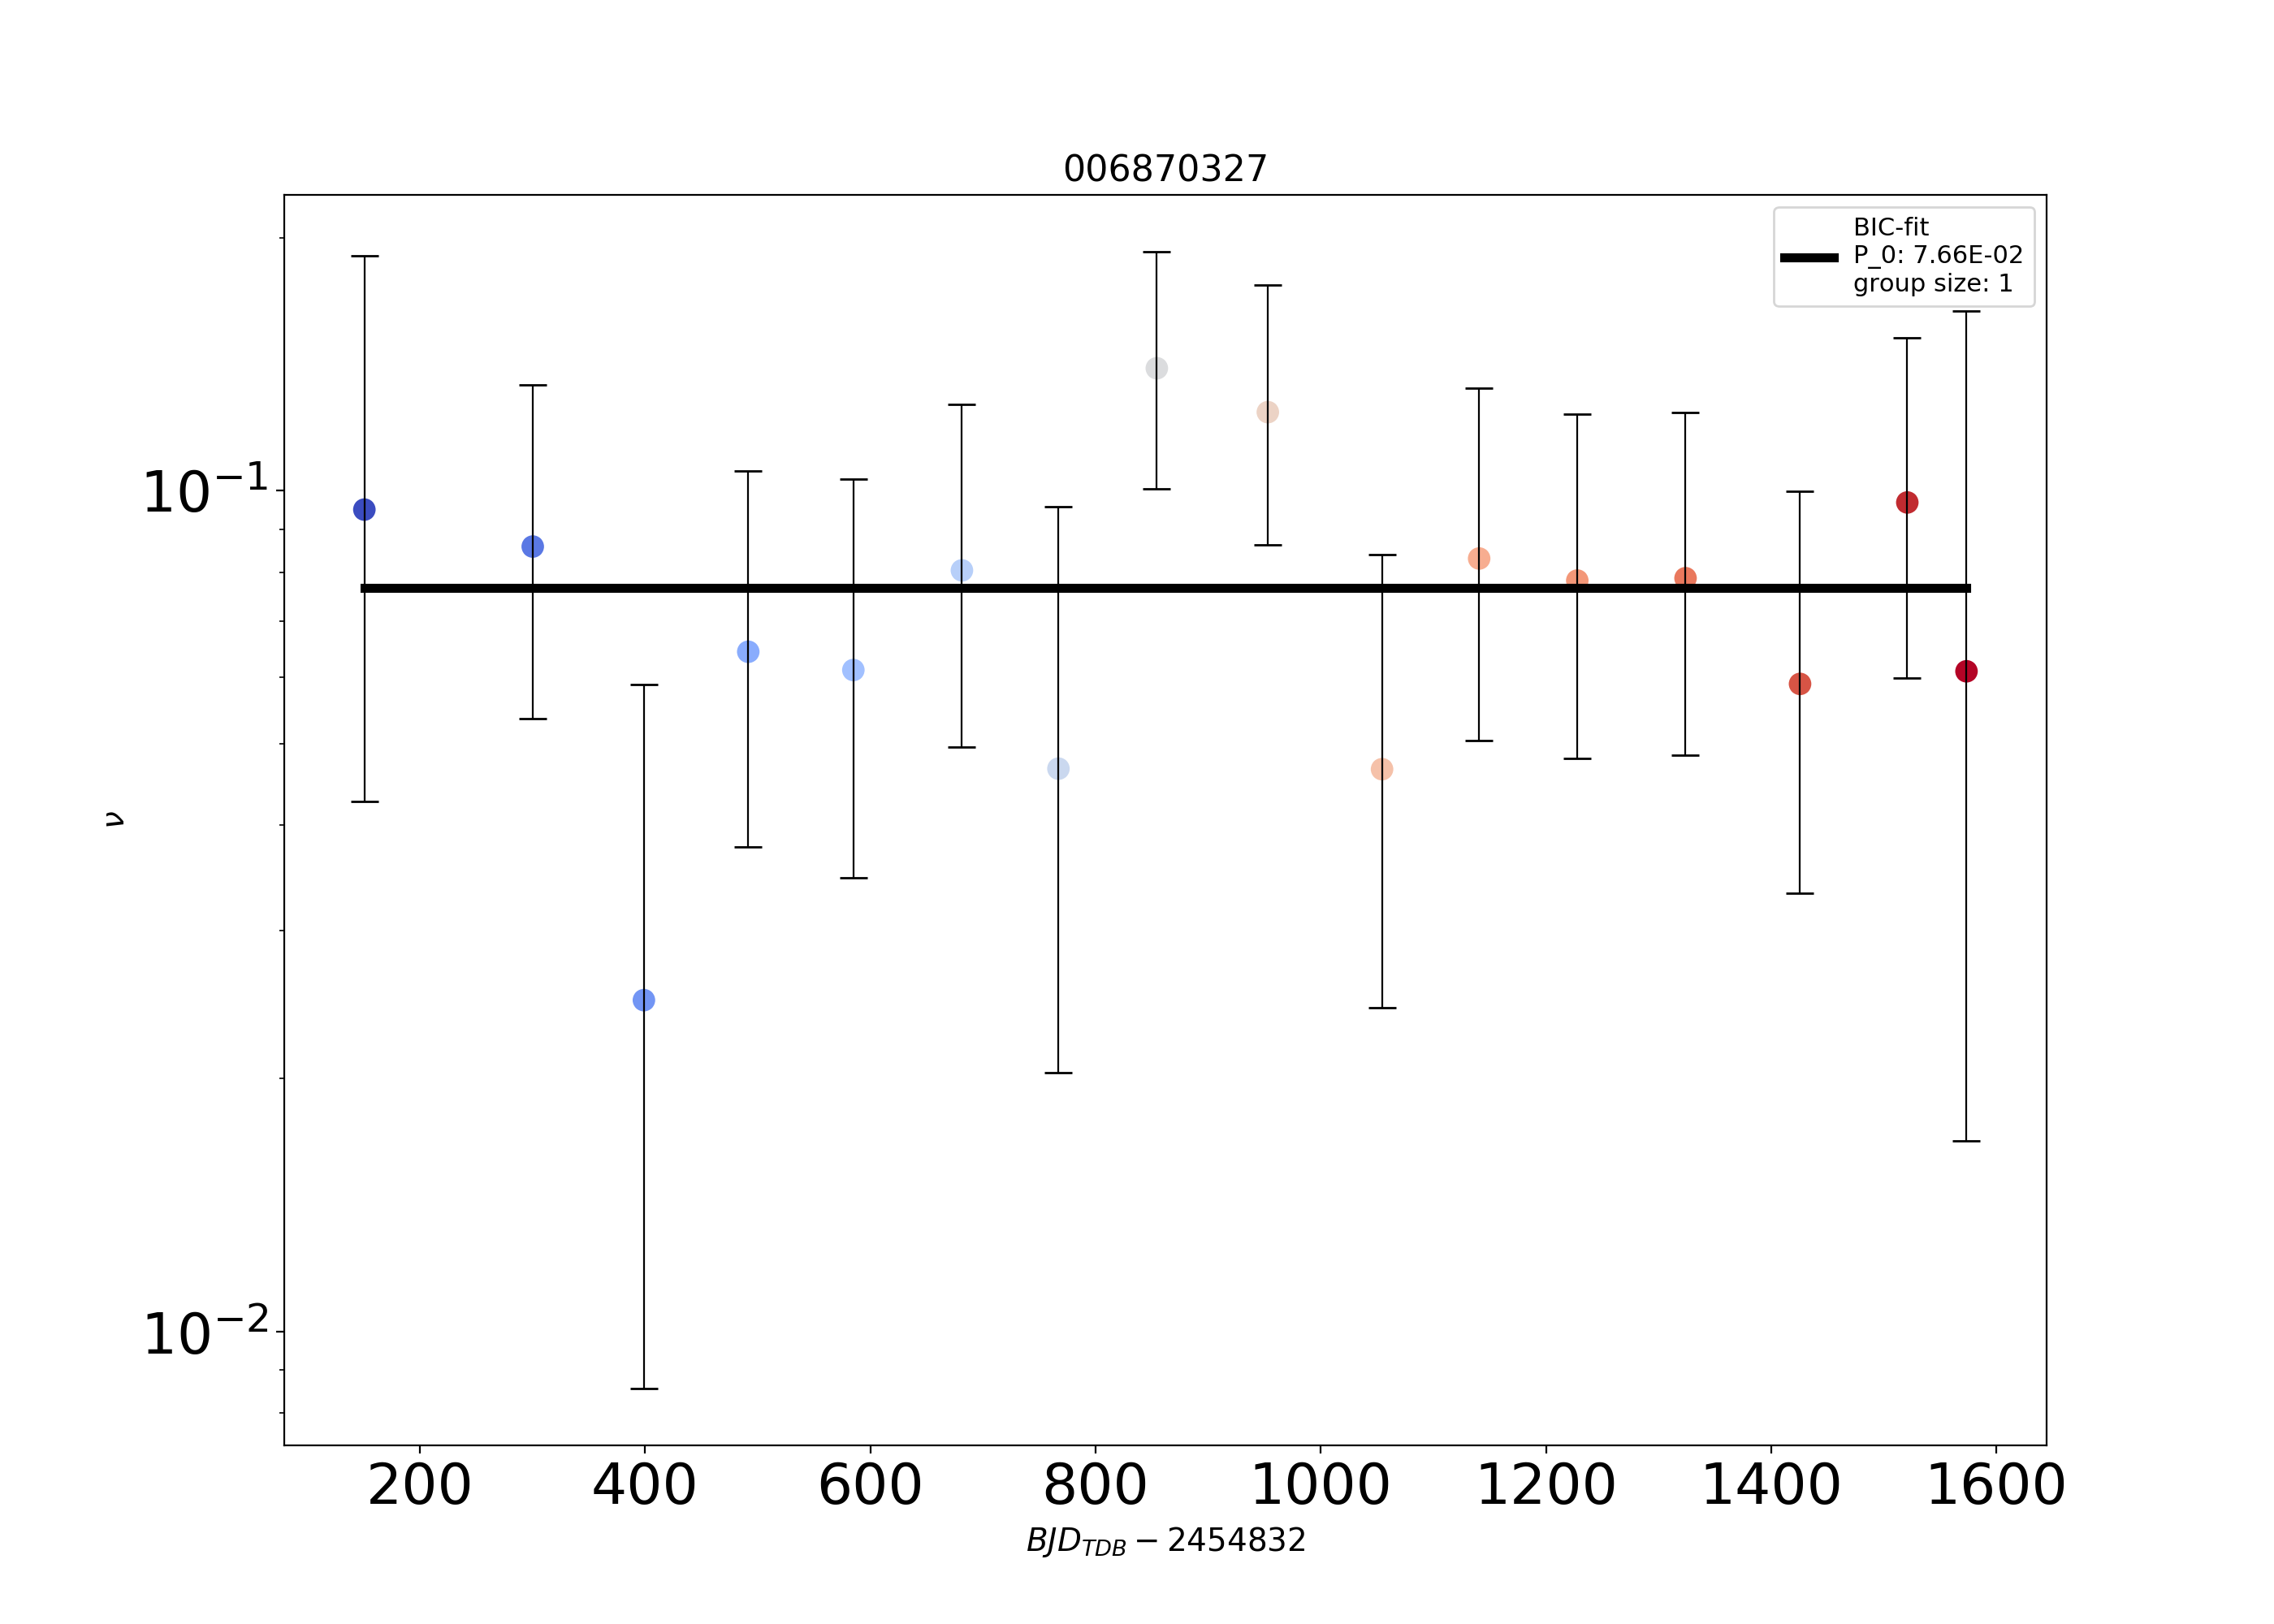 006870327
BIC-fit
P_0: 7.66E-02
group size: 1
10⁻¹
10⁻²
ν
200 400 600 800 1000 1200 1400 1600
BJD_{TDB} − 2454832